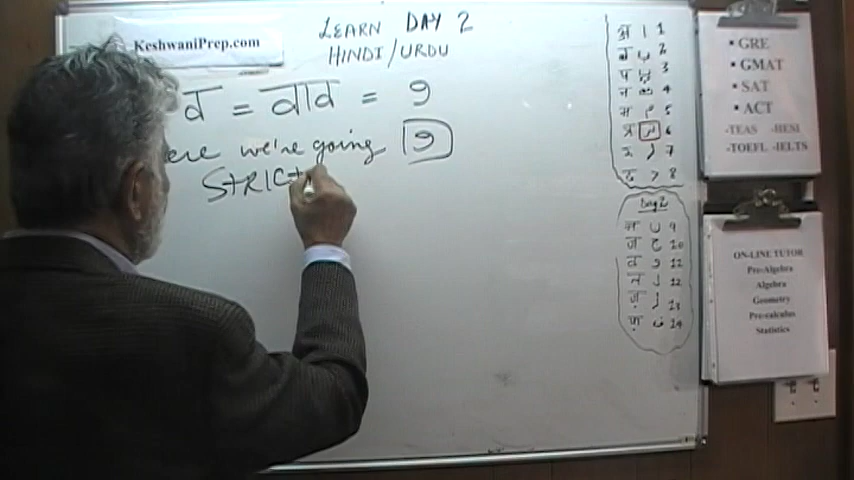 KeshwaniPrep.com
LEARN DAY 2
HINDI/URDU
व = वाव = و
ere we're going و
STRICT
अ ا 1
ब ب 2
प پ 3
न ن 4
म م 5
6
र ر 7
द د 8
Day 2
9
ज ج 10
व و 11
ل 12
ज़ ز 13
फ़ ف 14
• GRE
• GMAT
• SAT
• ACT
-TEAS -HESI
-TOEFL -IELTS
ON-LINE TUTOR
Pre-Algebra
Algebra
Geometry
Pre-calculus
Statistics